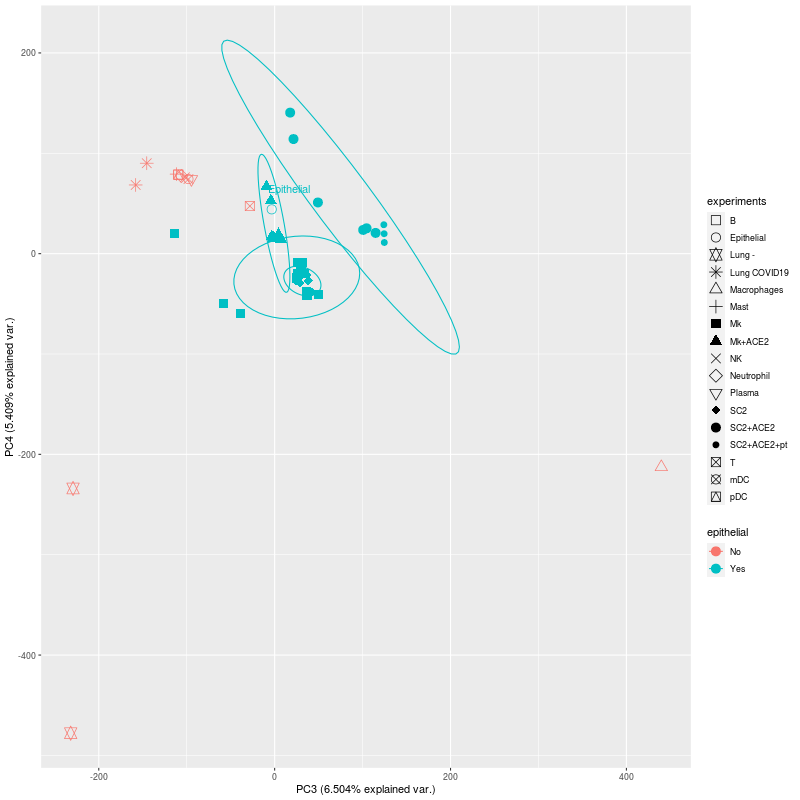 200
0
-200
-400
PC4 (5.409% explained var.)
Epithelial
-200
0
200
400
PC3 (6.504% explained var.)
experiments
B
Epithelial
Lung -
Lung COVID19
Macrophages
Mast
Mk
Mk+ACE2
NK
Neutrophil
Plasma
SC2
SC2+ACE2
SC2+ACE2+pt
T
mDC
pDC
epithelial
No
Yes